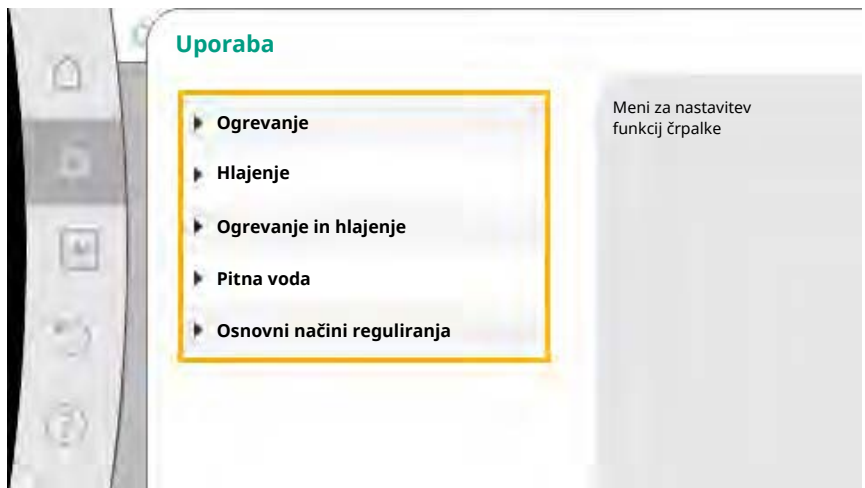 Uporaba
Ogrevanje
Hlajenje
Ogrevanje in hlajenje
Pitna voda
Osnovni načini reguliranja
Meni za nastavitev
funkcij črpalke